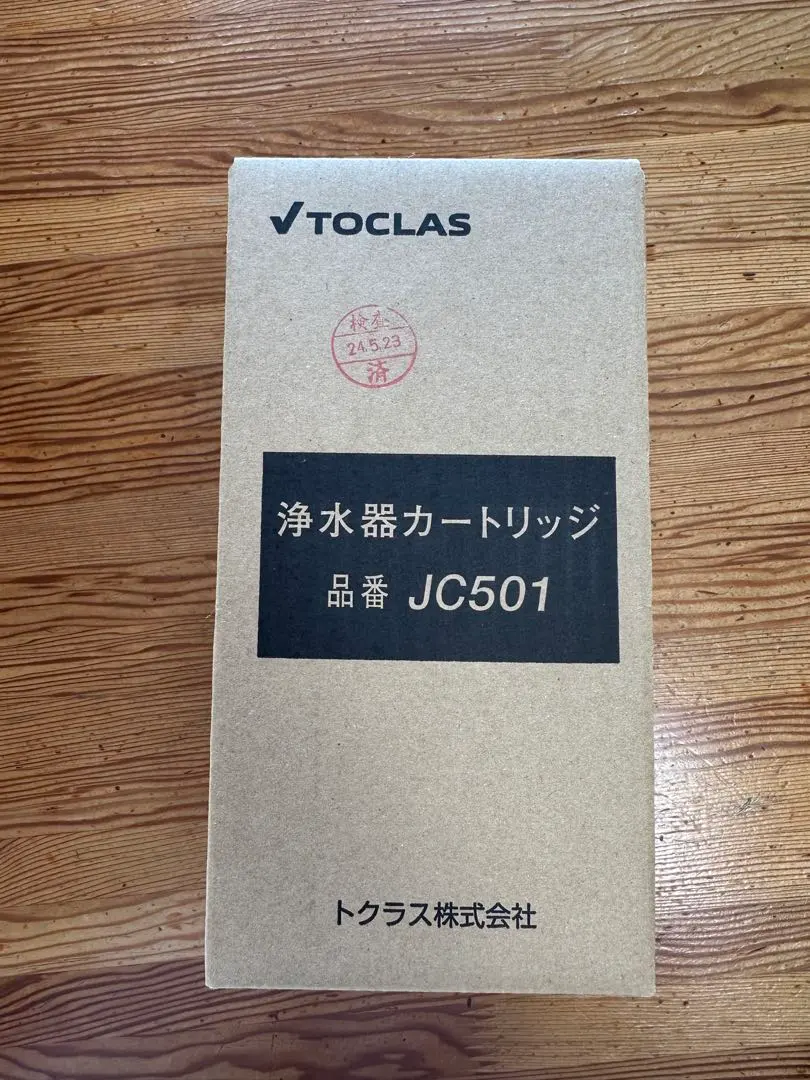 TOCLAS
検査
24.5.23
済
浄水器カートリッジ
品番 JC501
トクラス株式会社